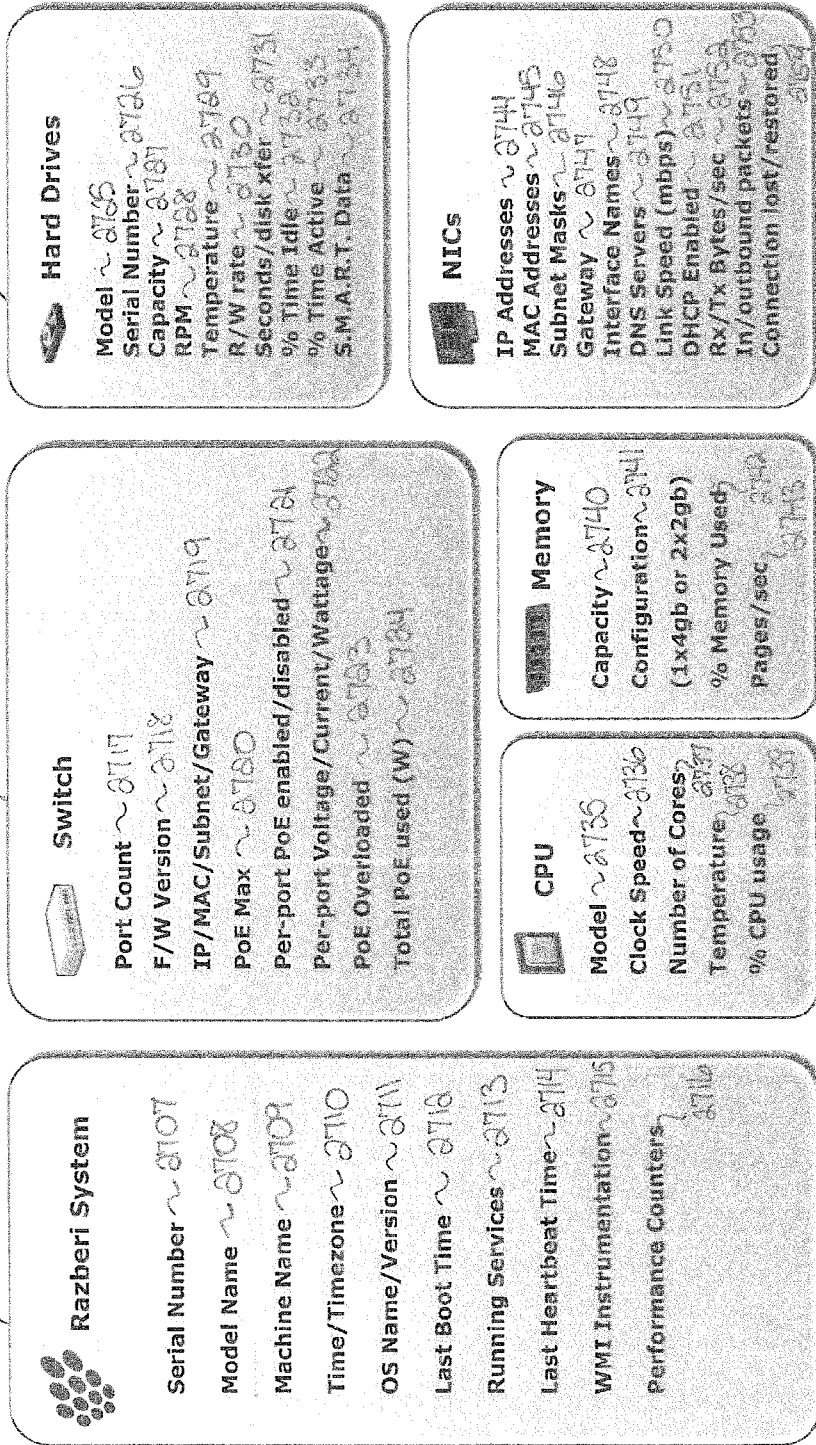 Razberi System
Serial Number ~ 2707
Model Name ~ 2708
Machine Name ~ 2709
Time/Timezone ~ 2710
OS Name/Version ~ 2711
Last Boot Time ~ 2712
Running Services ~ 2713
Last Heartbeat Time ~ 2714
WMI Instrumentation ~ 2715
Performance Counters
2716
Switch
Port Count ~ 2717
F/W Version ~ 2718
IP/MAC/Subnet/Gateway ~ 2719
PoE Max ~ 2720
Per-port PoE enabled/disabled ~ 2721
Per-port Voltage/Current/Wattage ~ 2722
PoE Overloaded ~ 2723
Total PoE used (W) ~ 2724
Hard Drives
Model ~ 2725
Serial Number ~ 2726
Capacity ~ 2727
RPM ~ 2728
Temperature ~ 2729
R/W rate ~ 2730
Seconds/disk xfer ~ 2731
% Time Idle ~ 2732
% Time Active ~ 2733
S.M.A.R.T. Data ~ 2734
CPU
Model ~ 2735
Clock Speed ~ 2736
Number of Cores
2737
Temperature
2738
% CPU usage
2739
Memory
Capacity ~ 2740
Configuration ~ 2741
(1x4gb or 2x2gb)
% Memory Used
2742
Pages/sec
2743
NICs
IP Addresses ~ 2744
MAC Addresses ~ 2745
Subnet Masks ~ 2746
Gateway ~ 2747
Interface Names ~ 2748
DNS Servers ~ 2749
Link Speed (mbps) ~ 2750
DHCP Enabled ~ 2751
Rx/Tx Bytes/sec ~ 2752
In/outbound packets ~ 2753
Connection lost/restored
2754